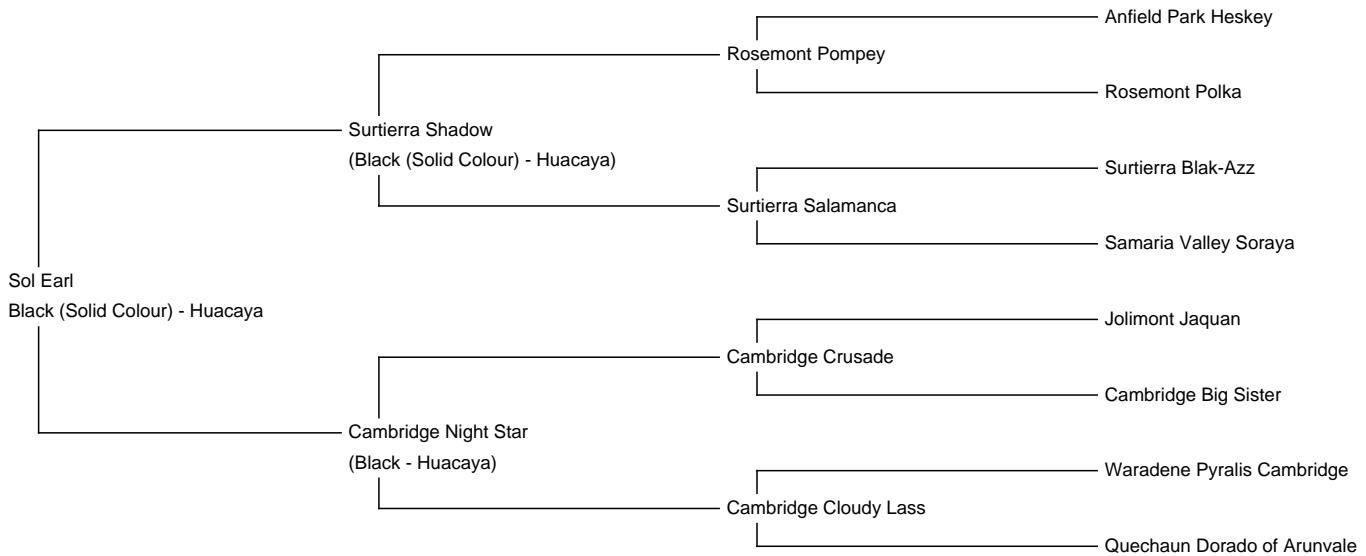 Anfield Park Heskey
Rosemont Pompey
Rosemont Polka
Surtierra Shadow
(Black (Solid Colour) - Huacaya)
Surtierra Blak-Azz
Surtierra Salamanca
Samaria Valley Soraya
Sol Earl
Black (Solid Colour) - Huacaya
Jolimont Jaquan
Cambridge Crusade
Cambridge Big Sister
Cambridge Night Star
(Black - Huacaya)
Waradene Pyralis Cambridge
Cambridge Cloudy Lass
Quechaun Dorado of Arunvale